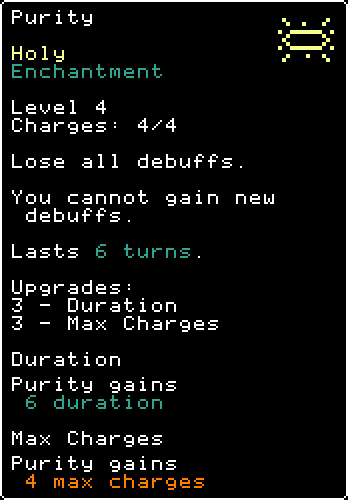 Purity
Holy
Enchantment
Level 4
Charges: 4/4
Lose all debuffs.
You cannot gain new
debuffs.
Lasts 6 turns.
Upgrades:
3 - Duration
3 - Max Charges
Duration
Purity gains
6 duration
Max Charges
Purity gains
4 max charges